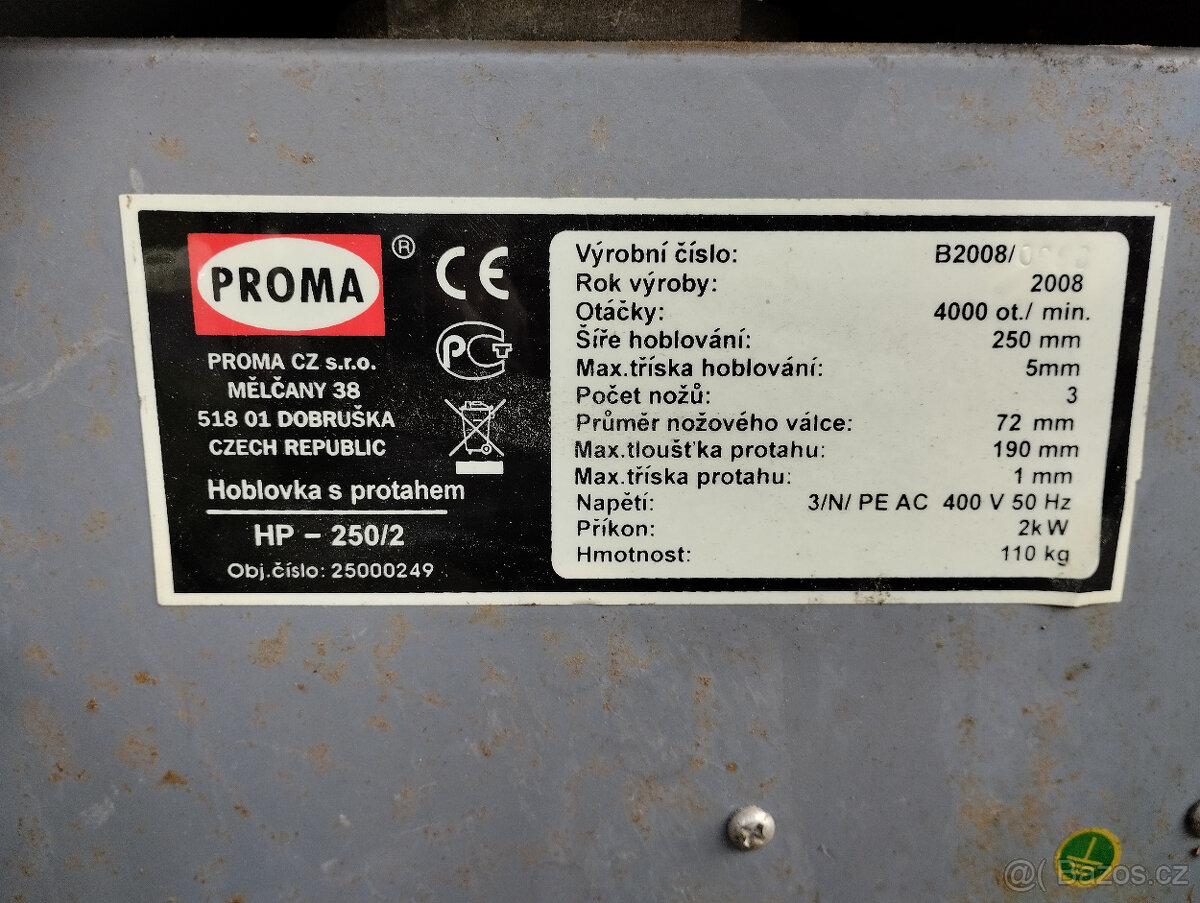 PROMA ®
CE
PCT
PROMA CZ s.r.o.
MĚLČANY 38
518 01 DOBRUŠKA
CZECH REPUBLIC
Hoblovka s protahem
HP – 250/2
Obj.číslo: 25000249
Výrobní číslo: B2008/
Rok výroby: 2008
Otáčky: 4000 ot./ min.
Šíře hoblování: 250 mm
Max.tříska hoblování: 5mm
Počet nožů: 3
Průměr nožového válce: 72 mm
Max.tloušťka protahu: 190 mm
Max.tříska protahu: 1 mm
Napětí: 3/N/ PE AC 400 V 50 Hz
Příkon: 2kW
Hmotnost: 110 kg
@( Bazos.cz